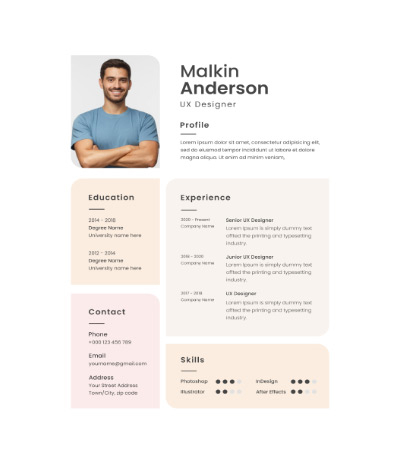 Malkin
Anderson
UX Designer
Profile
Lorem ipsum dolor sit amet, consectetur adipiscing elit,
sed do eiusmod tempor incididunt ut labore et dolore
magna aliqua. Ut enim ad minim veniam,
Education
2014 - 2018
Degree Name
University name here
2012 - 2014
Degree Name
University name here
Contact
Phone
+000 123 456 789
Email
yourname@gmail.com
Address
Your Street Address
Town/City, zip code
Experience
2020 - Present
Company Name
Senior UX Designer
Lorem ipsum is simply dummy text
offted the printing and typesetting
industry.
Company Name
Junior UX Designer
Lorem ipsum is simply dummy text
offted the printing and typesetting
industry.
Company Name
UX Designer
Lorem ipsum is simply dummy text
offted the printing and typesetting
industry.
Skills
Photoshop
InDesign
Illustrator
After Effects